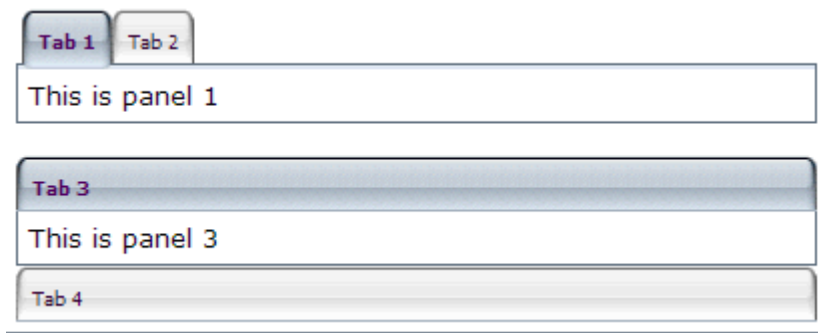 Tab 1 Tab 2
This is panel 1
Tab 3
This is panel 3
Tab 4